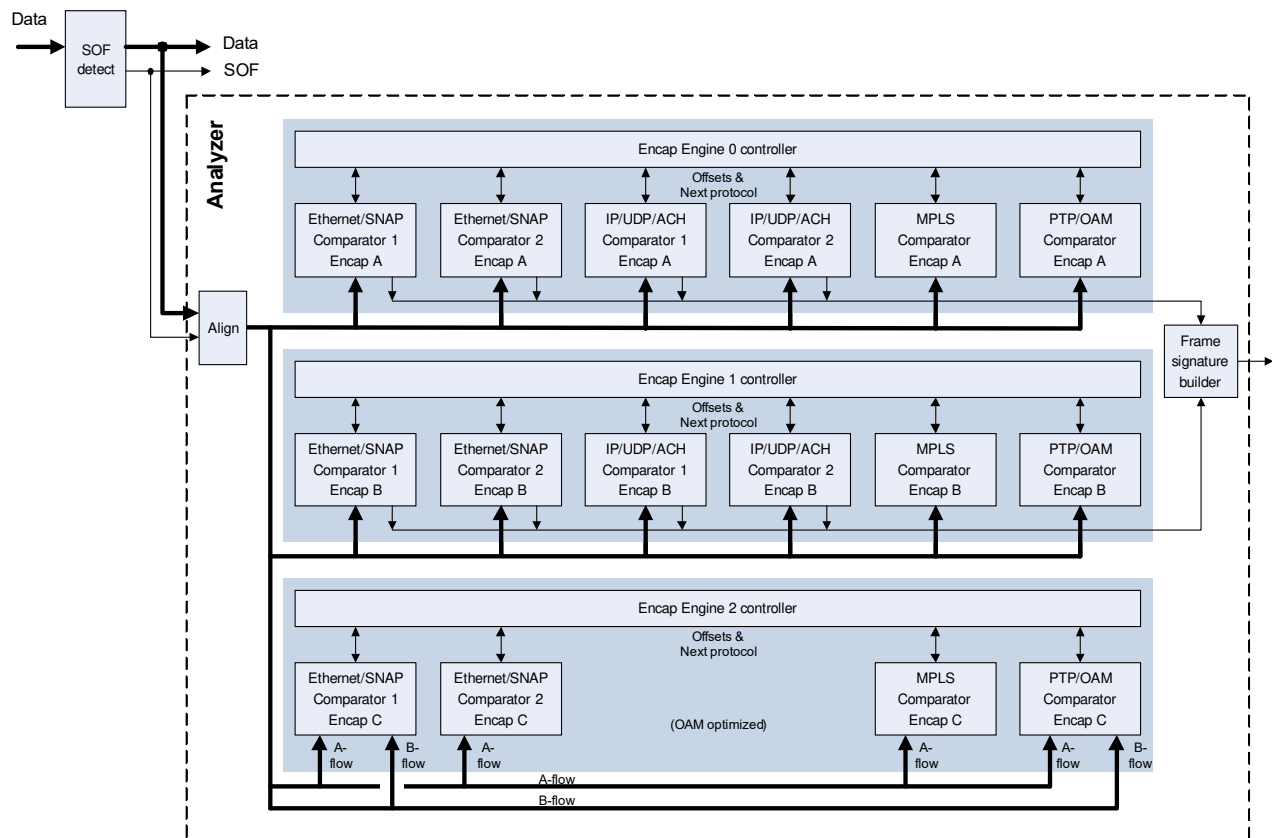 Data
SOF
detect
Data
SOF
Analyzer
Encap Engine 0 controller
Offsets &
Next protocol
Ethernet/SNAP
Comparator 1
Encap A
Ethernet/SNAP
Comparator 2
Encap A
IP/UDP/ACH
Comparator 1
Encap A
IP/UDP/ACH
Comparator 2
Encap A
MPLS
Comparator
Encap A
PTP/OAM
Comparator
Encap A
Align
Frame
signature
builder
Encap Engine 1 controller
Offsets &
Next protocol
Ethernet/SNAP
Comparator 1
Encap B
Ethernet/SNAP
Comparator 2
Encap B
IP/UDP/ACH
Comparator 1
Encap B
IP/UDP/ACH
Comparator 2
Encap B
MPLS
Comparator
Encap B
PTP/OAM
Comparator
Encap B
Encap Engine 2 controller
Offsets &
Next protocol
Ethernet/SNAP
Comparator 1
Encap C
Ethernet/SNAP
Comparator 2
Encap C
(OAM optimized)
MPLS
Comparator
Encap C
PTP/OAM
Comparator
Encap C
A-
flow
B-
flow
A-
flow
A-
flow
A-
flow
B-
flow
A-flow
B-flow